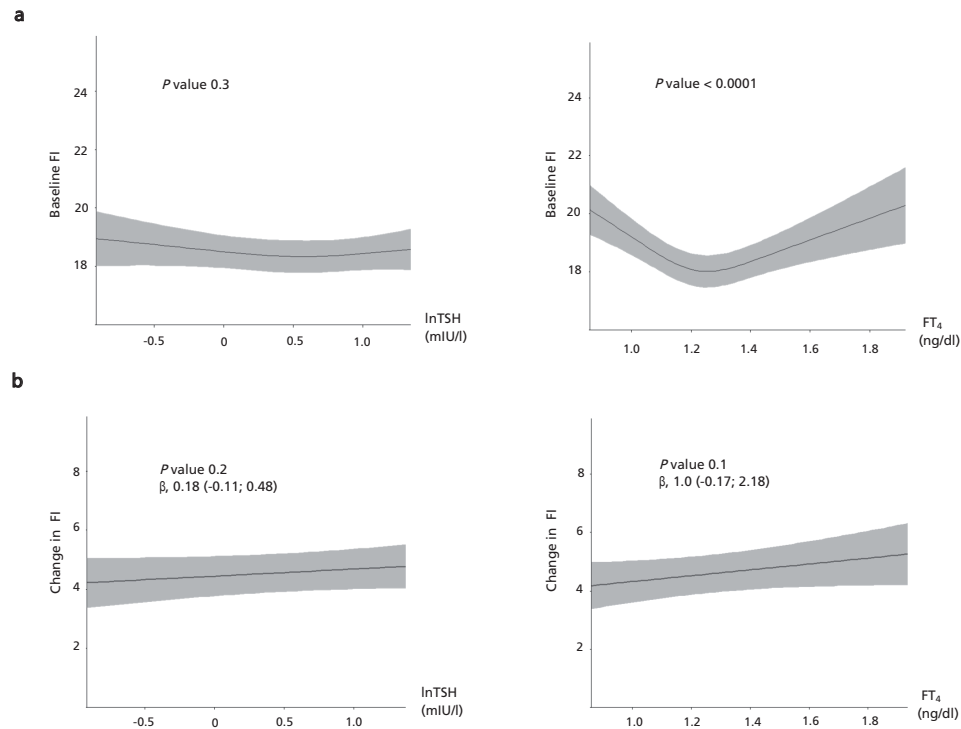 a
P value 0.3
24
22
20
18
Baseline FI
-0.5
0
0.5
1.0
lnTSH
(mIU/l)
P value < 0.0001
24
22
20
18
Baseline FI
1.0
1.2
1.4
1.6
1.8
FT₄
(ng/dl)
b
P value 0.2
β, 0.18 (-0.11; 0.48)
8
6
4
2
Change in FI
-0.5
0
0.5
1.0
lnTSH
(mIU/l)
P value 0.1
β, 1.0 (-0.17; 2.18)
8
6
4
2
Change in FI
1.0
1.2
1.4
1.6
1.8
FT₄
(ng/dl)